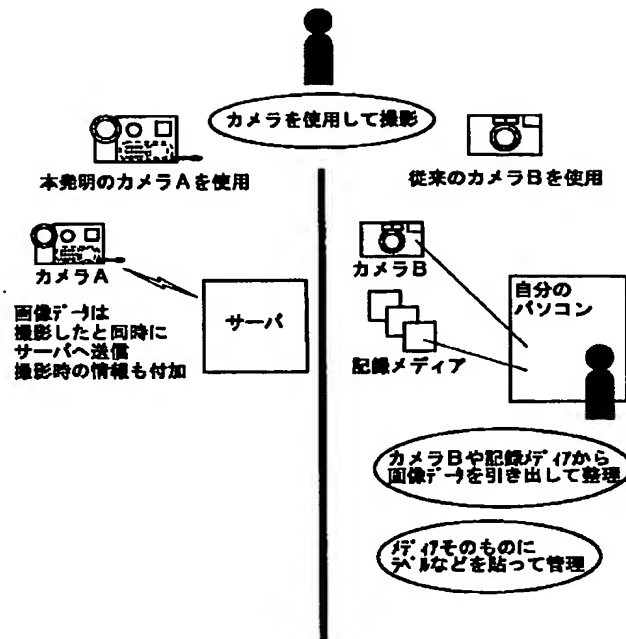 カメラを使用して撮影
本発明のカメラAを使用
従来のカメラBを使用
カメラA
画像データは
撮影したと同時に
サーバへ送信
撮影時の情報も付加
サーバ
カメラB
記録メディア
自分の
パソコン
カメラBや記録メディアから
画像データを引き出して整理
メディアそのものに
ラベルなどを貼って管理